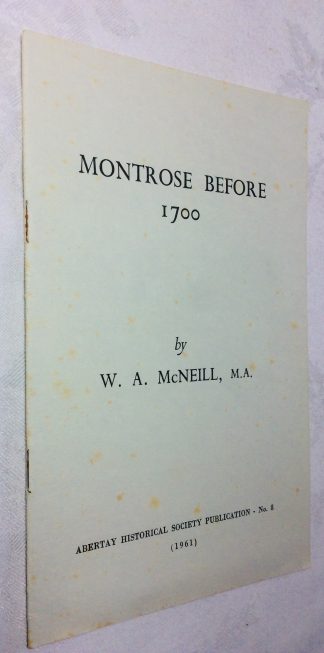 MONTROSE BEFORE
1700
by
W. A. McNEILL, M.A.
ABERTAY HISTORICAL SOCIETY PUBLICATION - No. 8
(1961)